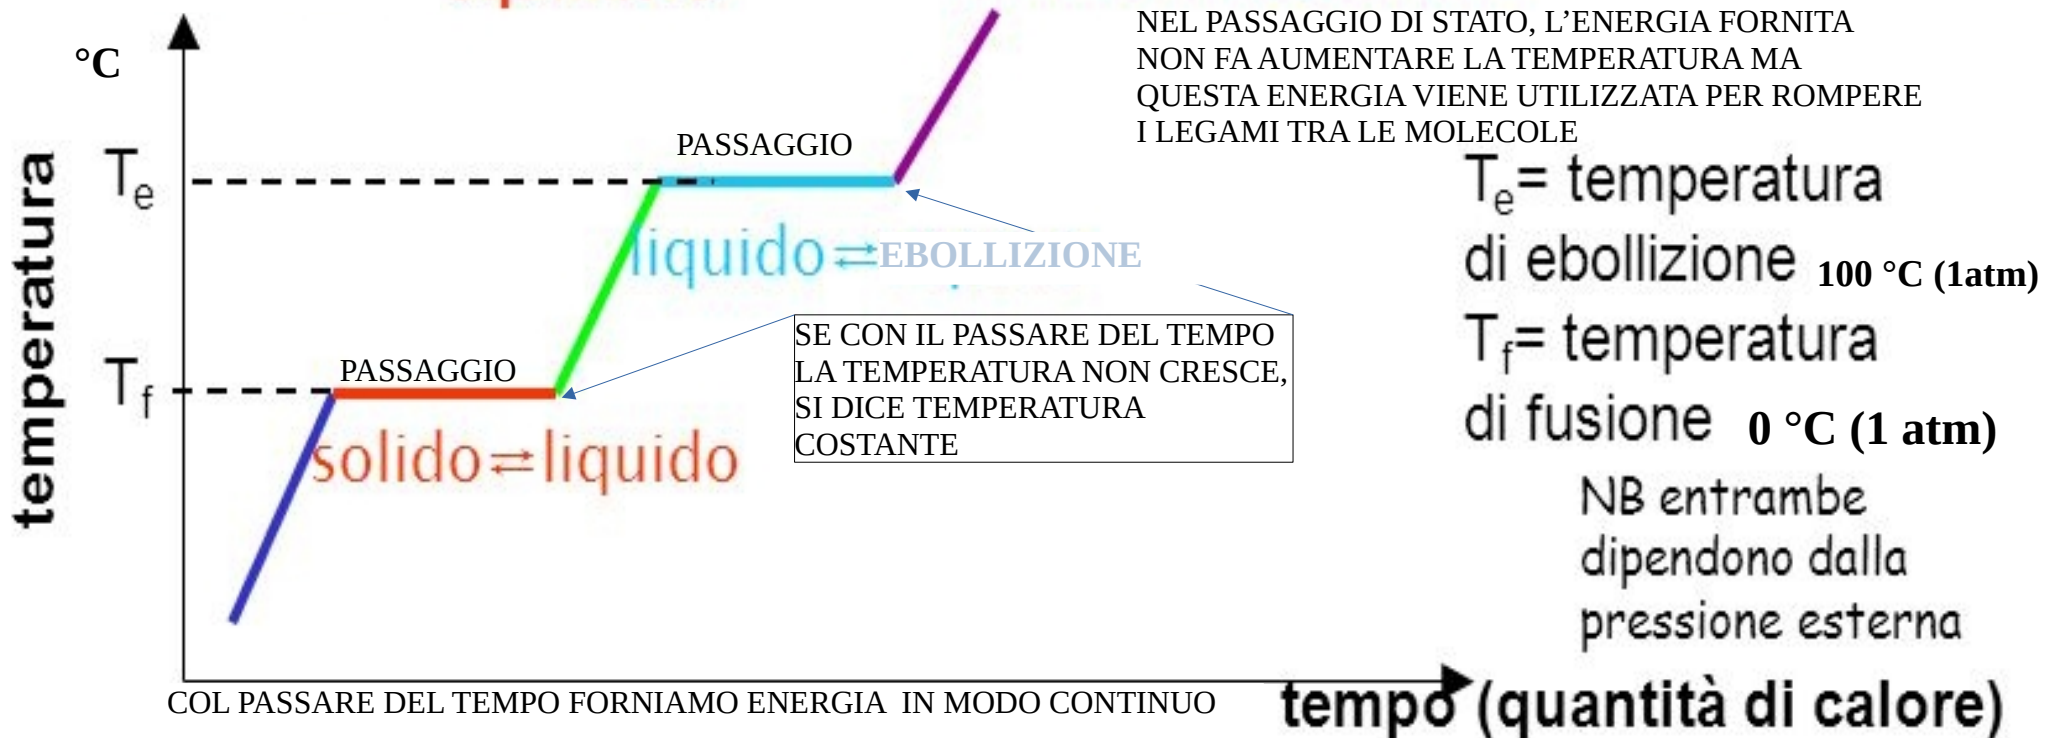 NEL PASSAGGIO DI STATO, L’ENERGIA FORNITA
NON FA AUMENTARE LA TEMPERATURA MA
QUESTA ENERGIA VIENE UTILIZZATA PER ROMPERE
I LEGAMI TRA LE MOLECOLE
°C
temperatura
Te
PASSAGGIO
liquido ⇄ EBOLLIZIONE
Tf
PASSAGGIO
solido ⇄ liquido
SE CON IL PASSARE DEL TEMPO
LA TEMPERATURA NON CRESCE,
SI DICE TEMPERATURA
COSTANTE
Te= temperatura
di ebollizione 100 °C (1atm)
Tf= temperatura
di fusione 0 °C (1 atm)
NB entrambe
dipendono dalla
pressione esterna
COL PASSARE DEL TEMPO FORNIAMO ENERGIA IN MODO CONTINUO
tempo (quantità di calore)